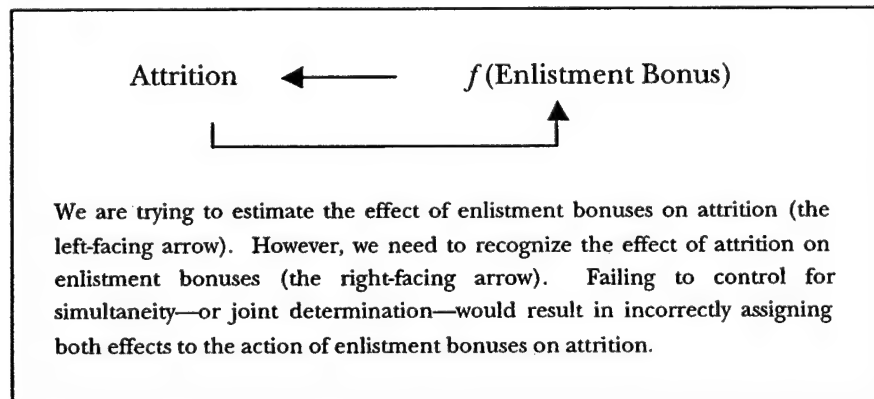 Attrition f(Enlistment Bonus)
We are trying to estimate the effect of enlistment bonuses on attrition (the
left-facing arrow). However, we need to recognize the effect of attrition on
enlistment bonuses (the right-facing arrow). Failing to control for
simultaneity—or joint determination—would result in incorrectly assigning
both effects to the action of enlistment bonuses on attrition.